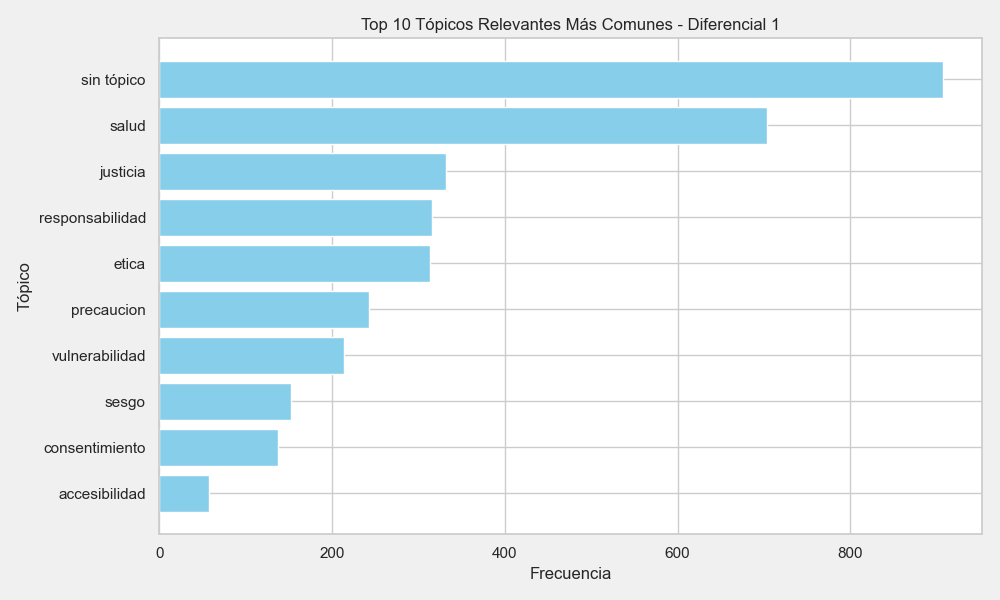 Top 10 Tópicos Relevantes Más Comunes - Diferencial 1
Tópico
sin tópico
salud
justicia
responsabilidad
etica
precaucion
vulnerabilidad
sesgo
consentimiento
accesibilidad
0 200 400 600 800
Frecuencia